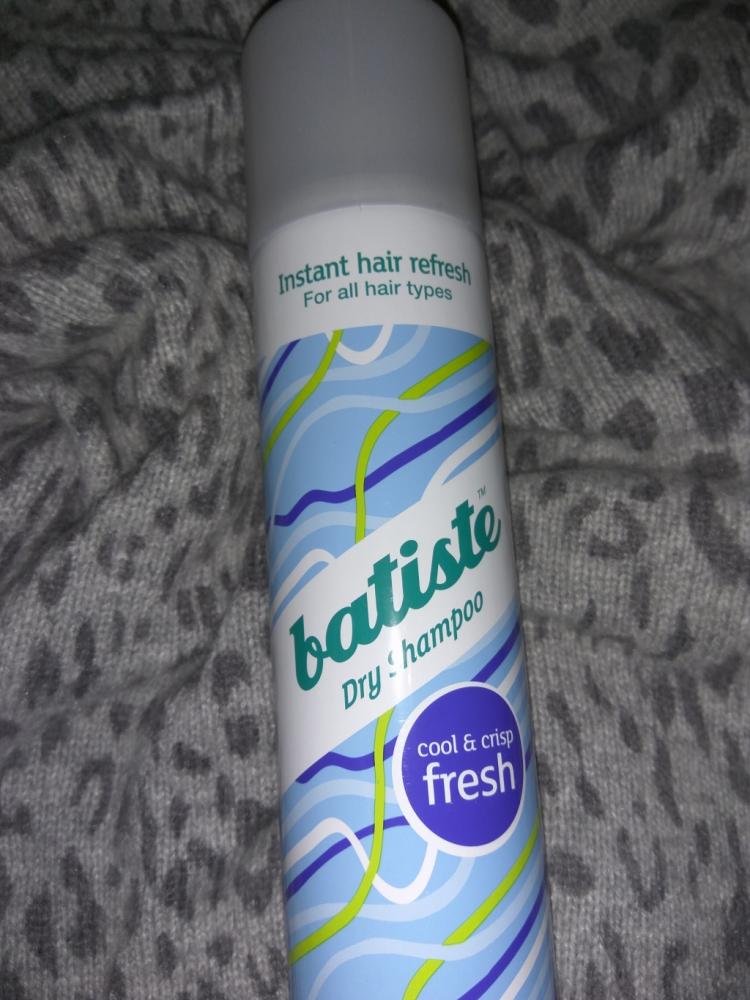 Instant hair refresh
For all hair types
batiste™
Dry Shampoo
cool & crisp
fresh